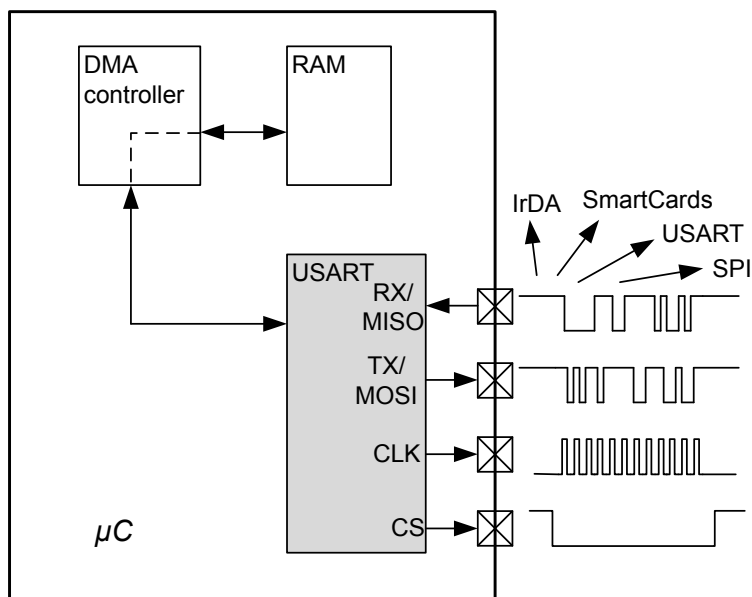 DMA
controller
RAM
IrDA
SmartCards
USART
SPI
USART
RX/
MISO
TX/
MOSI
CLK
CS
µC